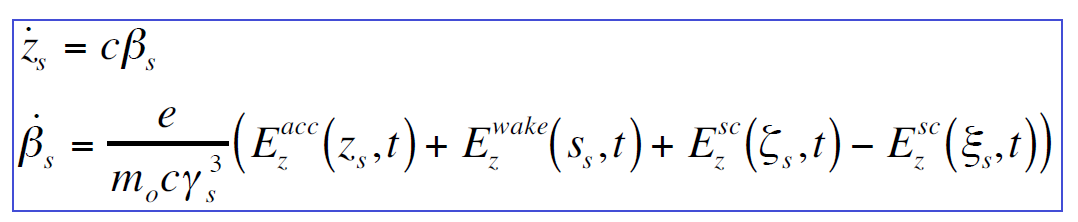 ż_s = cβ_s
β̇_s = e/(m_o c γ_s^3) (E_z^{acc}(z_s,t) + E_z^{wake}(s_s,t) + E_z^{sc}(ζ_s,t) − E_z^{sc}(ξ_s,t))